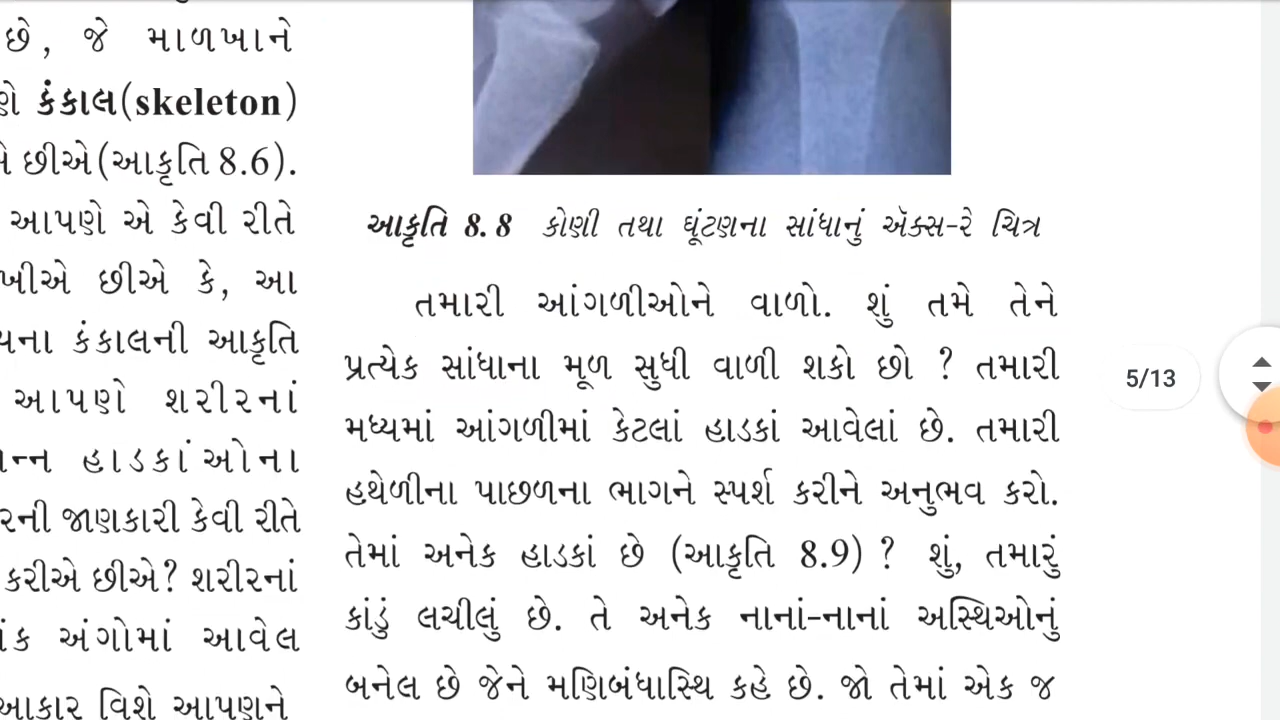 છે, જે માળખાને
કંકાલ(skeleton)
છીએ(આકૃતિ 8.6).
આપણે એ કેવી રીતે
છીએ કે, આ
કંકાલની આકૃતિ
આપણે શરીરનાં
હાડકાંઓના
જાણકારી કેવી રીતે
કરીએ છીએ? શરીરનાં
અંગોમાં આવેલ
આકાર વિશે આપણને
આકૃતિ 8.8 કોણી તથા ઘૂંટણના સાંધાનું ઍક્સ-રે ચિત્ર
તમારી આંગળીઓને વાળો. શું તમે તેને
પ્રત્યેક સાંધાના મૂળ સુધી વાળી શકો છો ? તમારી
મધ્યમાં આંગળીમાં કેટલાં હાડકાં આવેલાં છે. તમારી
હથેળીના પાછળના ભાગને સ્પર્શ કરીને અનુભવ કરો.
તેમાં અનેક હાડકાં છે (આકૃતિ 8.9) ? શું, તમારું
કાંડું લચીલું છે. તે અનેક નાનાં-નાનાં અસ્થિઓનું
બનેલ છે જેને મણિબંધાસ્થિ કહે છે. જો તેમાં એક જ
5/13